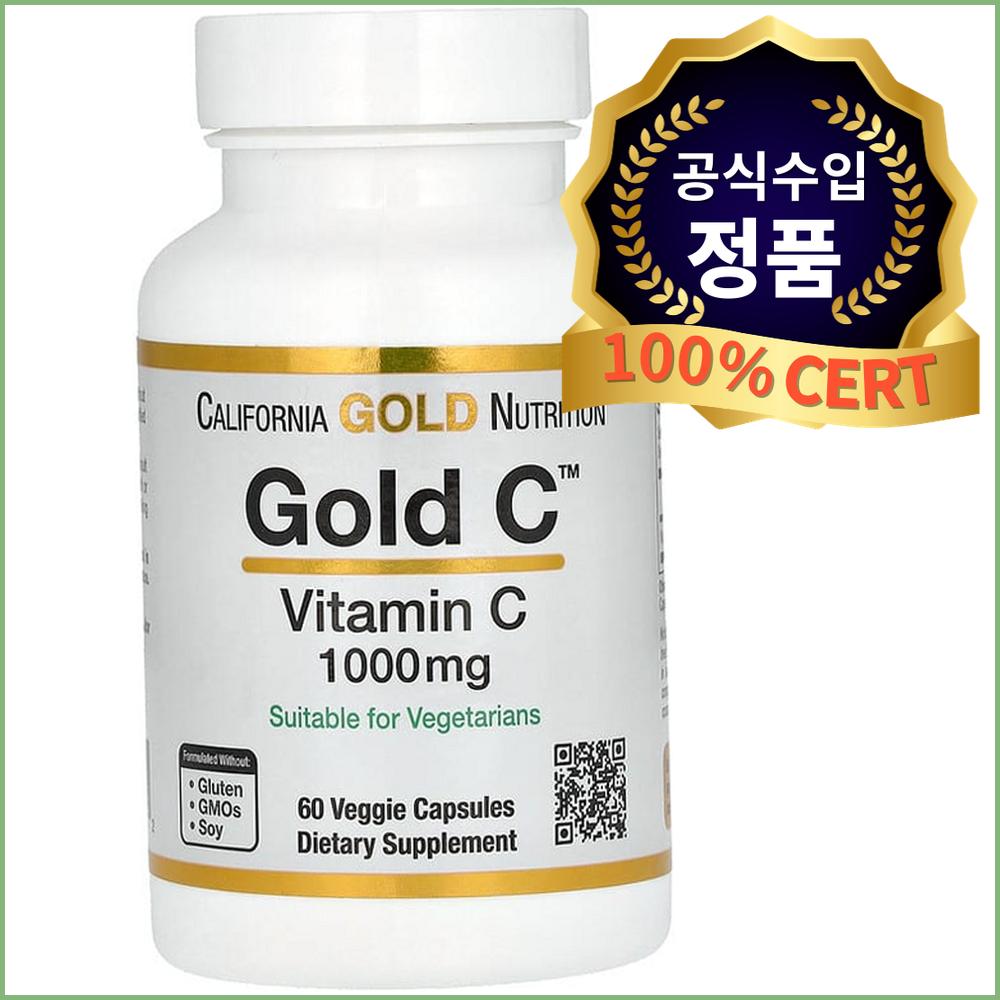 공식수입
정품
100% CERT
CALIFORNIA GOLD NUTRITION
Gold C™
Vitamin C
1000mg
Suitable for Vegetarians
Formulated Without:
• Gluten
• GMOs
• Soy
60 Veggie Capsules
Dietary Supplement